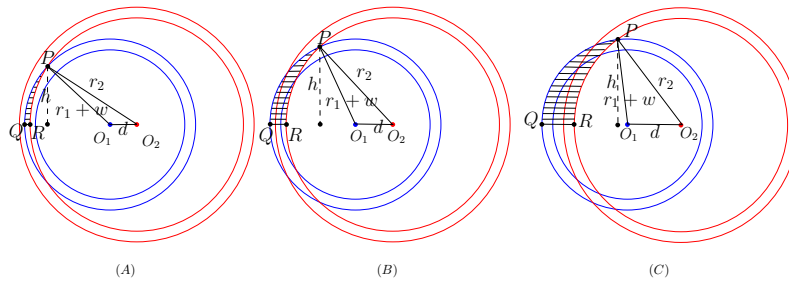 P
r₂
h
r₁ + w
Q R
O₁ d O₂
(A)
P
r₂
h
r₁ + w
Q R
O₁ d O₂
(B)
P
r₂
h
r₁ + w
Q R
O₁ d O₂
(C)